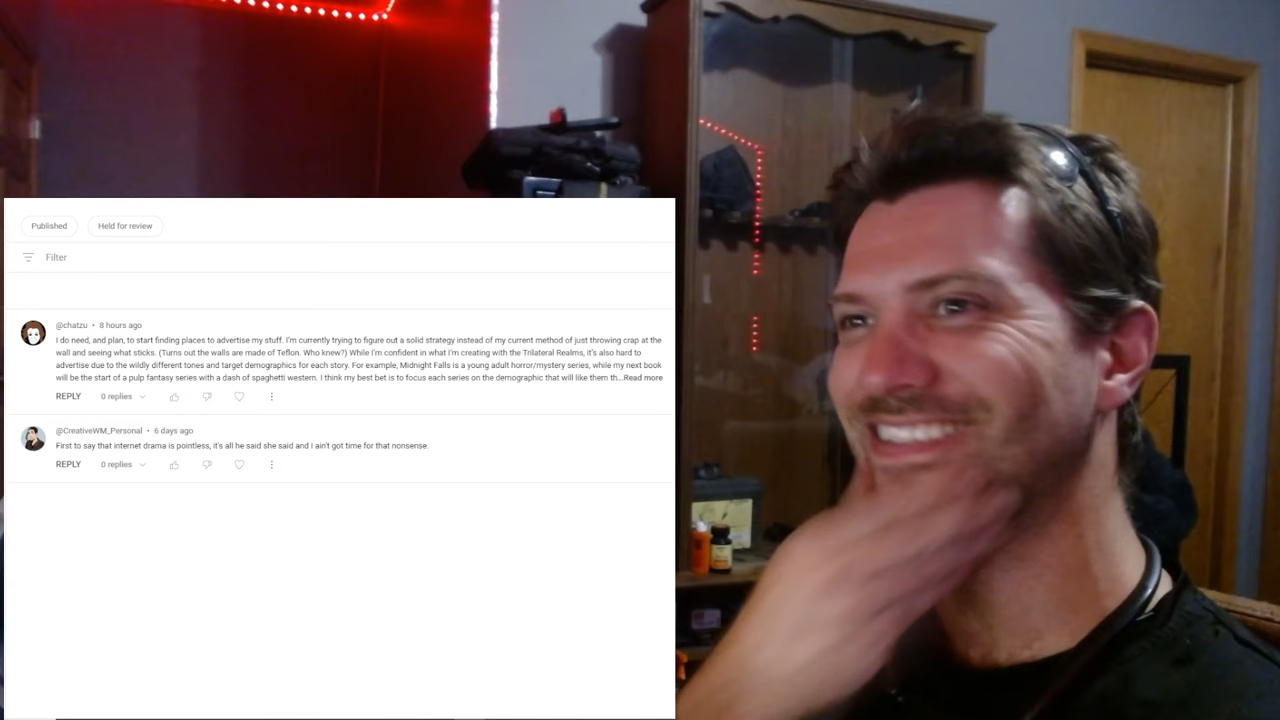 Published
Held for review
Filter
@chatzu • 8 hours ago
I do need, and plan, to start finding places to advertise my stuff. I'm currently trying to figure out a solid strategy instead of my current method of just throwing crap at the
wall and seeing what sticks. (Turns out the walls are made of Teflon. Who knew?) While I'm confident in what I'm creating with the Trilateral Realms, it's also hard to
advertise due to the wildly different tones and target demographics for each story. For example, Midnight Falls is a young adult horror/mystery series, while my next book
will be the start of a pulp fantasy series with a dash of spaghetti western. I think my best bet is to focus each series on the demographic that will like them th...Read more
REPLY 0 replies
@CreativeWM_Personal • 6 days ago
First to say that internet drama is pointless, it's all he said she said and I ain't got time for that nonsense.
REPLY 0 replies